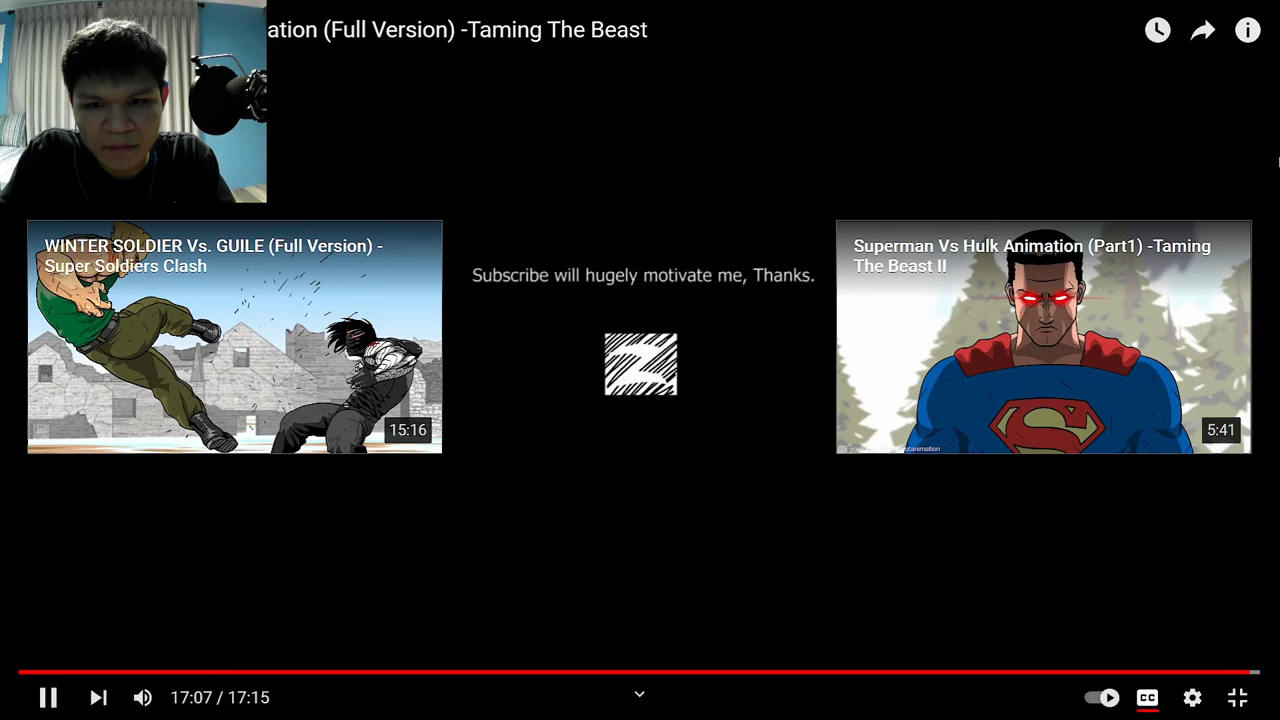 ation (Full Version) -Taming The Beast
WINTER SOLDIER Vs. GUILE (Full Version) -
Super Soldiers Clash
15:16
Subscribe will hugely motivate me, Thanks.
Z
Superman Vs Hulk Animation (Part1) -Taming
The Beast II
S
5:41
17:07 / 17:15
CC